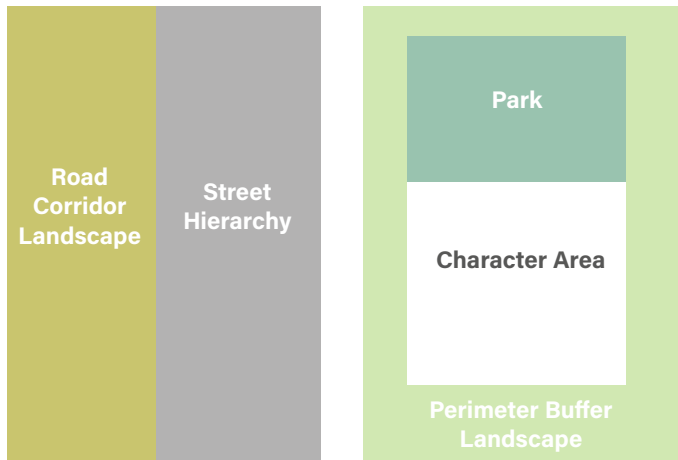 Road
Corridor
Landscape
Street
Hierarchy
Park
Character Area
Perimeter Buffer
Landscape